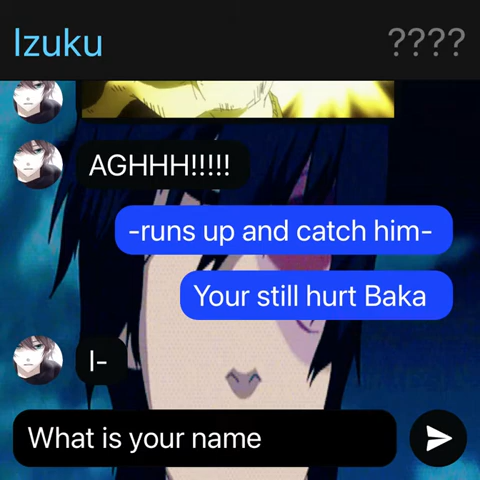 Izuku
????
AGHHH!!!!!
-runs up and catch him-
Your still hurt Baka
I-
What is your name